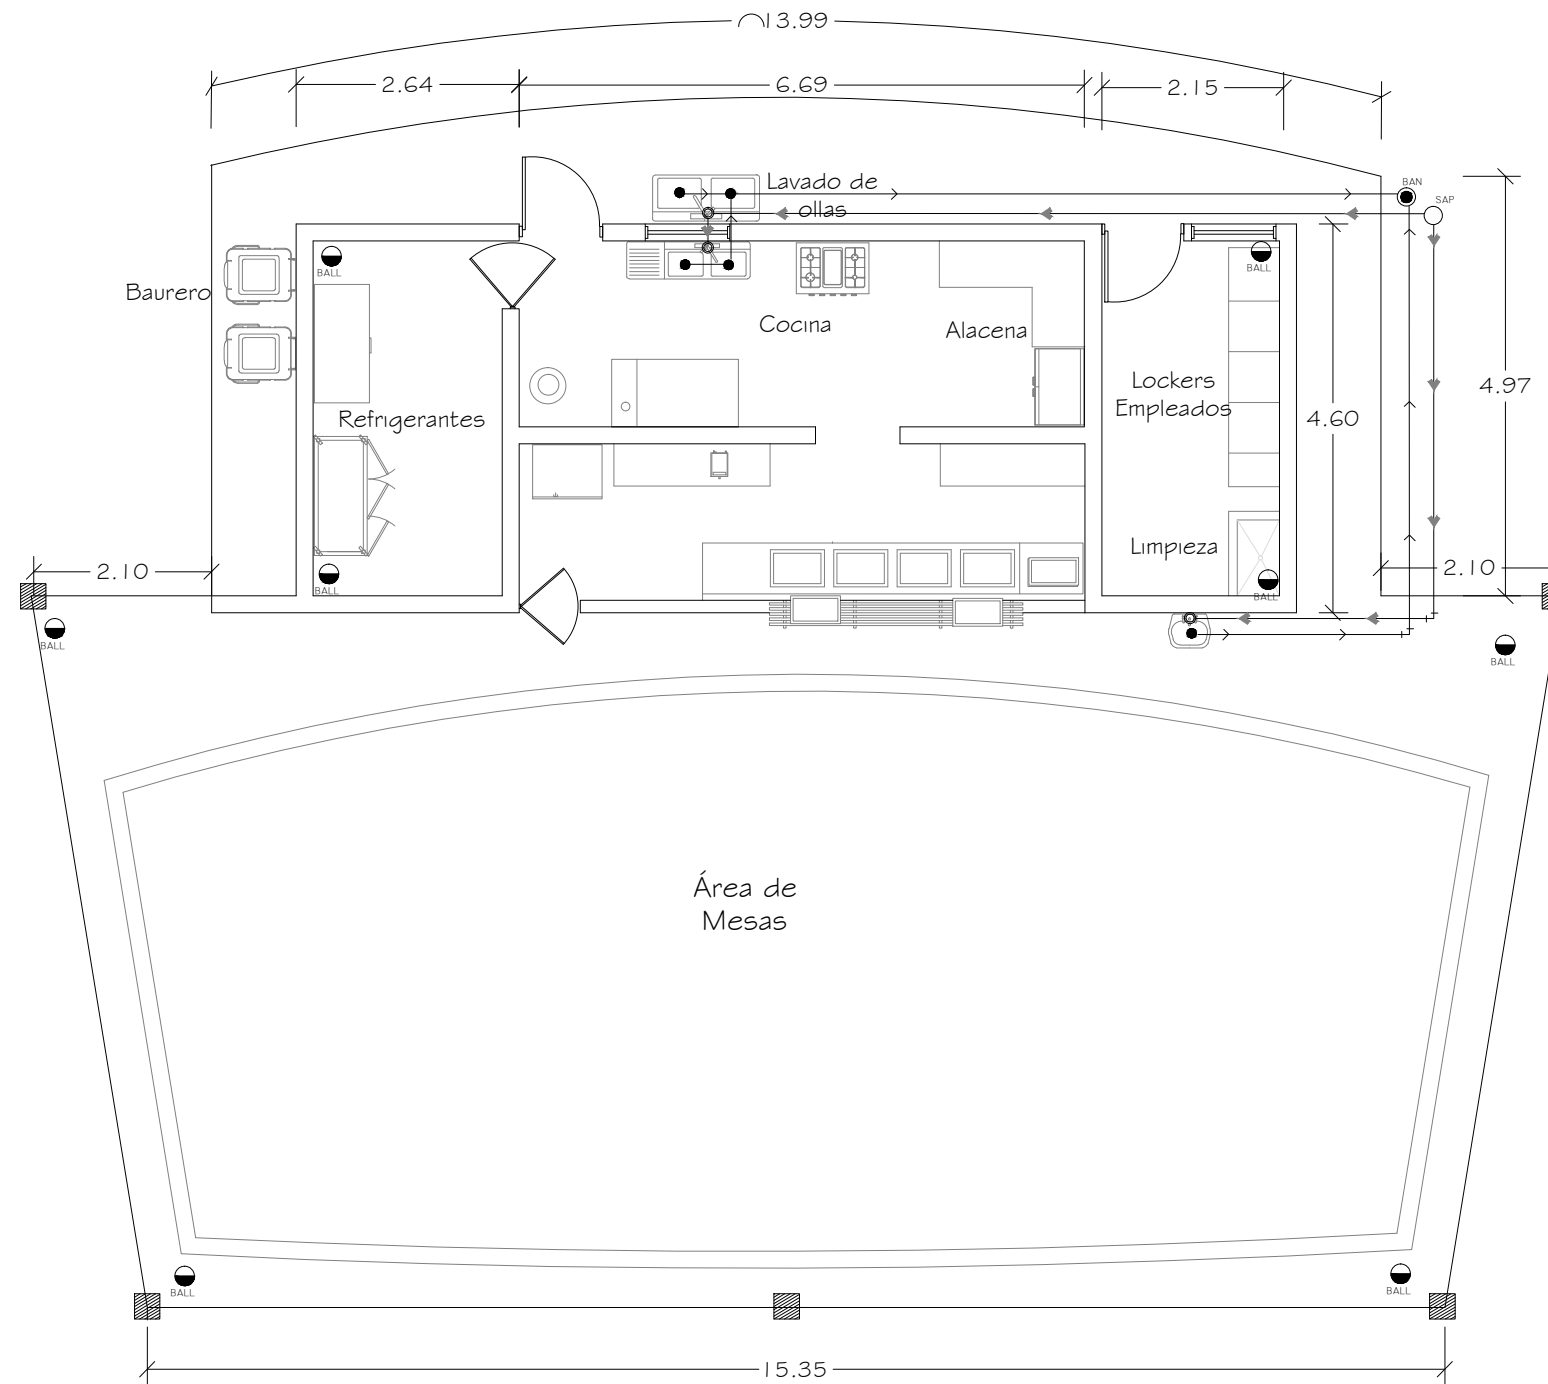 13.99
2.64
6.69
2.15
Lavado de
ollas
BAN
SAP
BALL
BALL
Baurero
Cocina
Alacena
Lockers
Empleados
4.97
4.60
Refrigerantes
Limpieza
2.10
2.10
BALL
BALL
BALL
BALL
Área de
Mesas
BALL
BALL
15.35